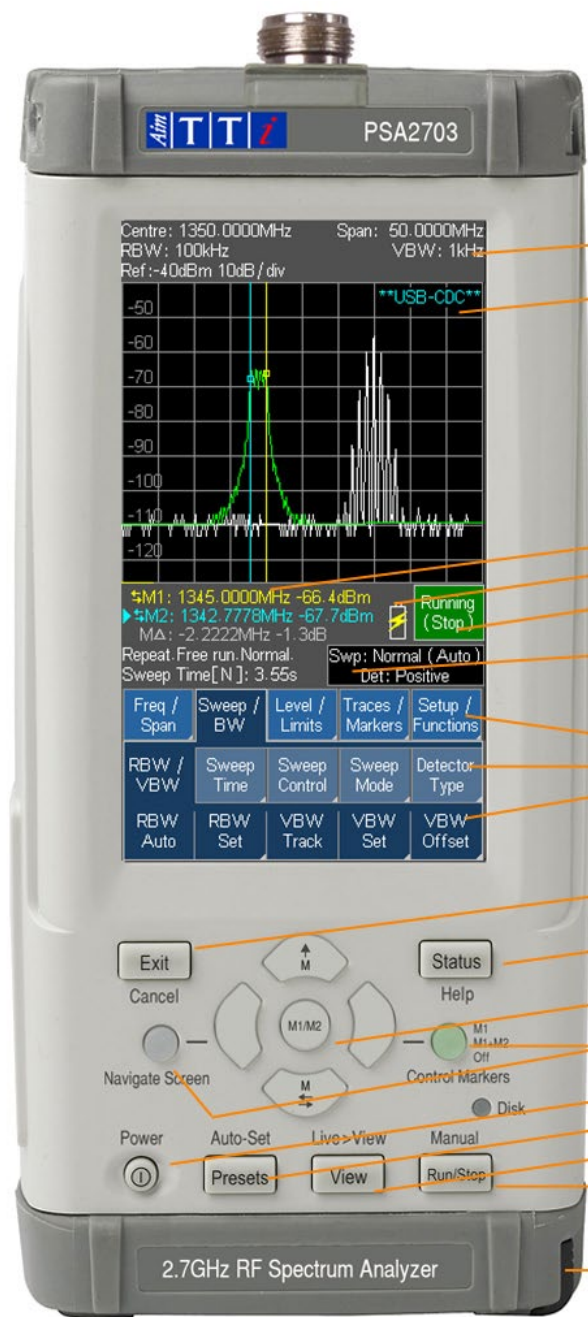 Aim TTi PSA2703
Centre: 1350.0000MHz Span: 50.0000MHz
RBW: 100kHz VBW: 1kHz
Ref:-40dBm 10dB/div
**USB-CDC**
-50
-60
-70
-80
-90
-100
-110
-120
⇆M1: 1345.0000MHz -66.4dBm
▶⇆M2: 1342.7778MHz -67.7dBm
MΔ: -2.2222MHz -1.3dB
Running
(Stop)
Repeat.Free run.Normal.
Sweep Time[N]: 3.55s
Swp: Normal (Auto)
Det: Positive
Freq / Sweep / Level / Traces / Setup /
Span BW Limits Markers Functions
RBW / Sweep Sweep Sweep Detector
VBW Time Control Mode Type
RBW RBW VBW VBW VBW
Auto Set Track Set Offset
Exit
Cancel
M
Status
Help
M1/M2
Navigate Screen
M
M1
M1+M2
Off
Control Markers
Disk
Power Auto-Set Live>View Manual
Presets View Run/Stop
2.7GHz RF Spectrum Analyzer